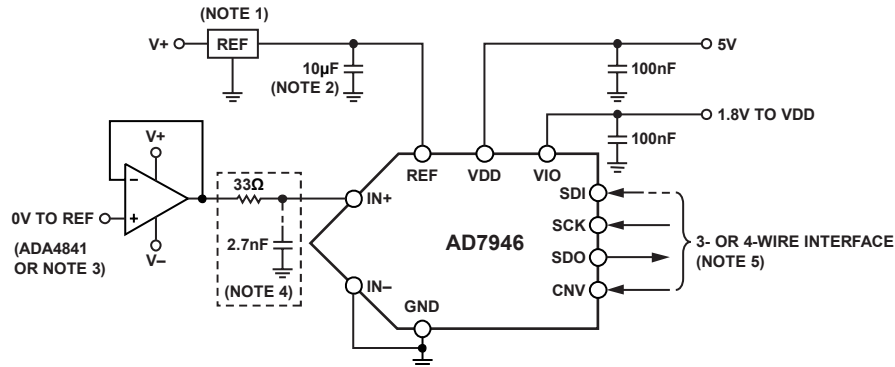 (NOTE 1)
V+
REF
10µF
(NOTE 2)
5V
100nF
1.8V TO VDD
100nF
REF
VDD
VIO
V+
–
+
V–
0V TO REF
(ADA4841
OR NOTE 3)
33Ω
2.7nF
(NOTE 4)
IN+
IN–
GND
AD7946
SDI
SCK
SDO
CNV
3- OR 4-WIRE INTERFACE
(NOTE 5)